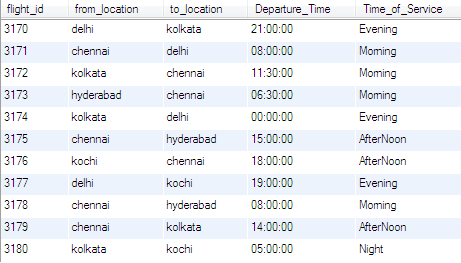 flight_id from_location to_location Departure_Time Time_of_Service
3170 delhi kolkata 21:00:00 Evening
3171 chennai delhi 08:00:00 Morning
3172 kolkata chennai 11:30:00 Morning
3173 hyderabad chennai 06:30:00 Morning
3174 kolkata delhi 00:00:00 Evening
3175 chennai hyderabad 15:00:00 AfterNoon
3176 kochi chennai 18:00:00 AfterNoon
3177 delhi kochi 19:00:00 Evening
3178 chennai hyderabad 08:00:00 Morning
3179 chennai kolkata 14:00:00 AfterNoon
3180 kolkata kochi 05:00:00 Night